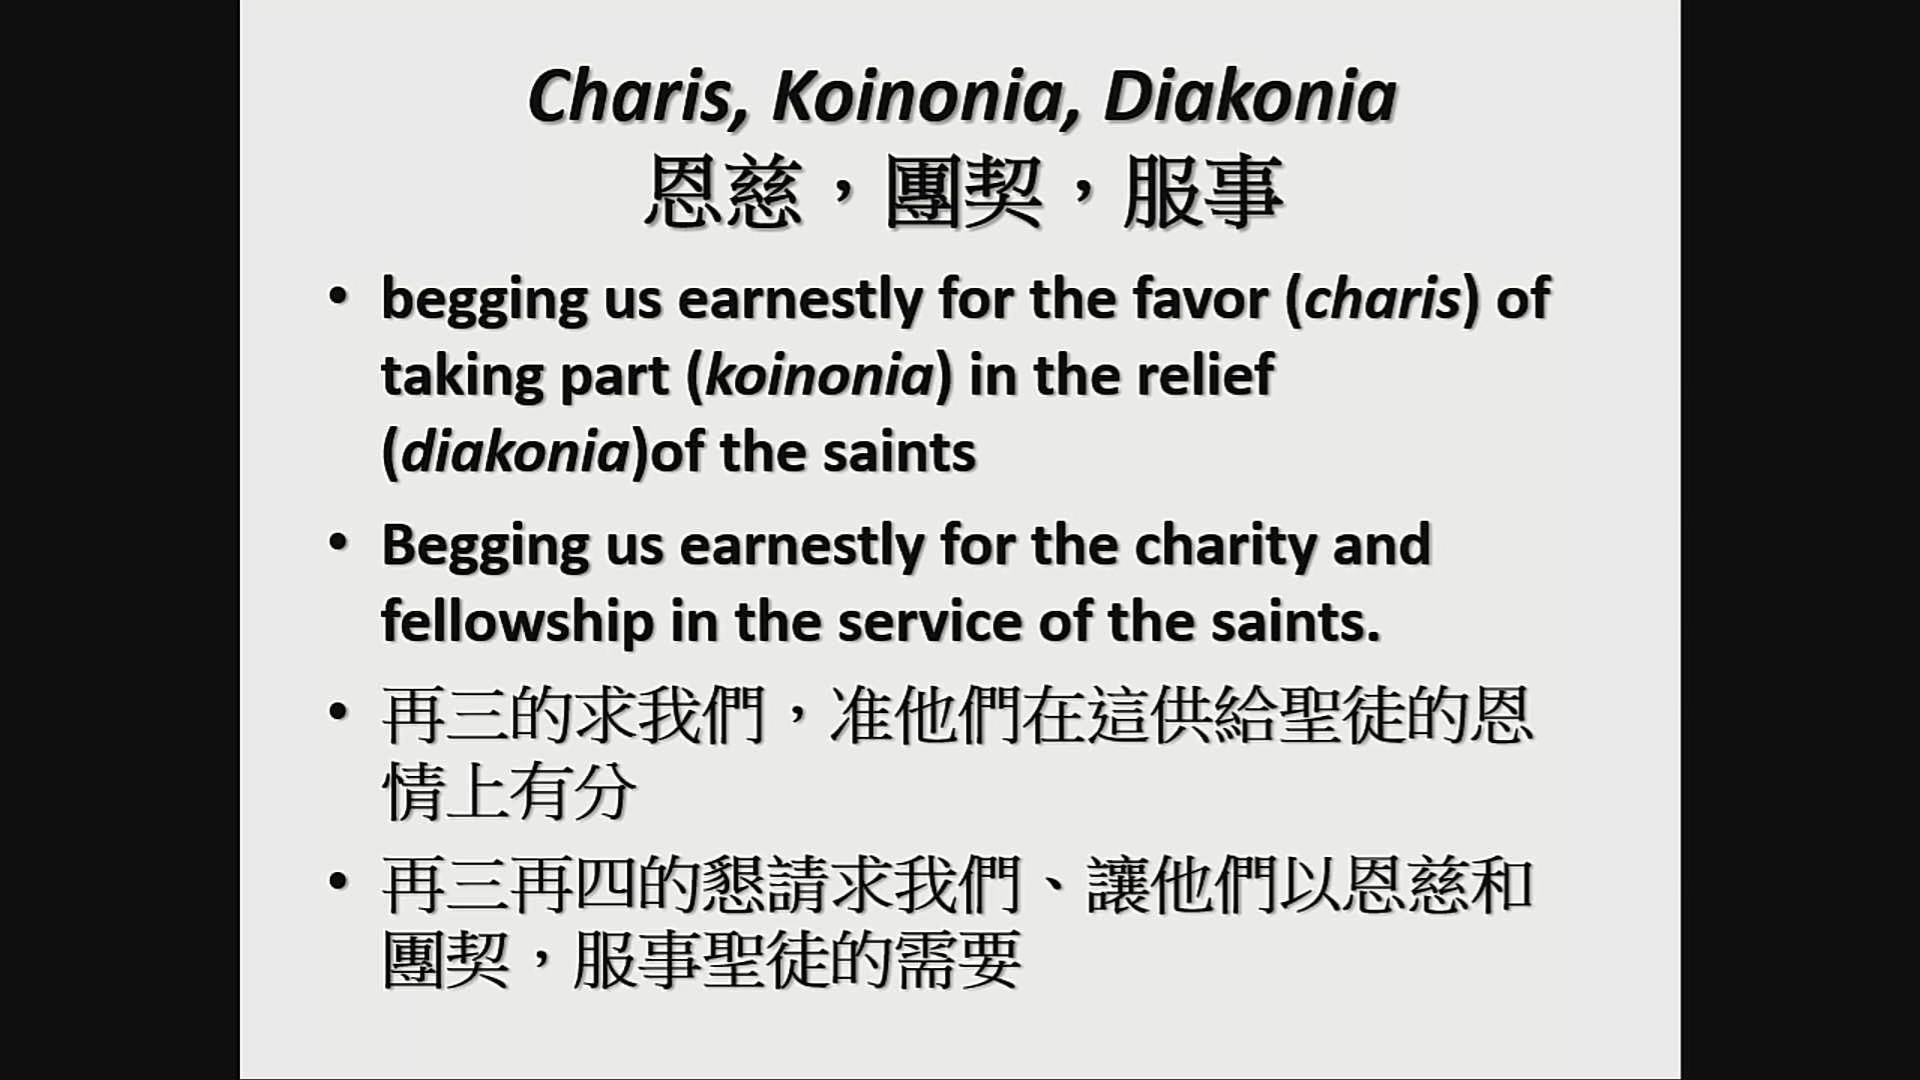 Charis, Koinonia, Diakonia
恩慈，團契，服事
• begging us earnestly for the favor (charis) of
taking part (koinonia) in the relief
(diakonia)of the saints
• Begging us earnestly for the charity and
fellowship in the service of the saints.
• 再三的求我們，准他們在這供給聖徒的恩
情上有分
• 再三再四的懇請求我們、讓他們以恩慈和
團契，服事聖徒的需要